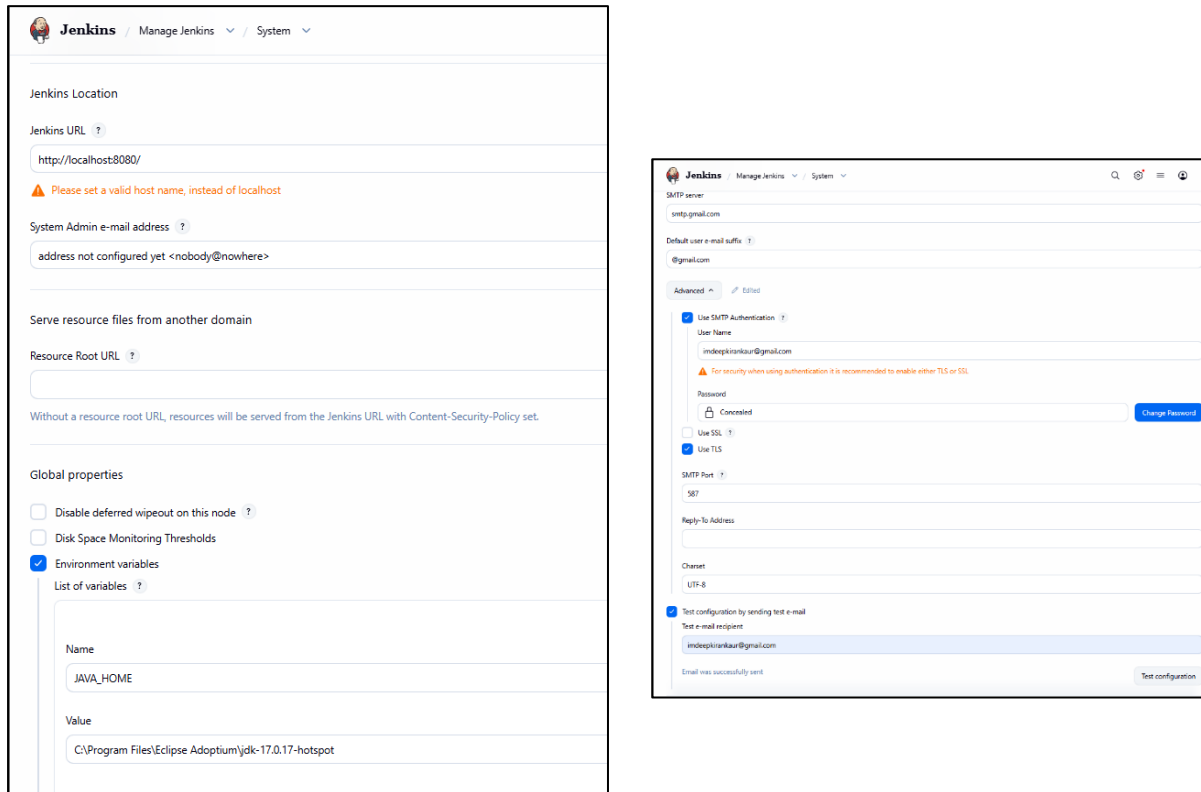 Jenkins / Manage Jenkins / System
Jenkins Location
Jenkins URL ?
http://localhost:8080/
Please set a valid host name, instead of localhost
System Admin e-mail address ?
address not configured yet <nobody@nowhere>
Serve resource files from another domain
Resource Root URL ?
Without a resource root URL, resources will be served from the Jenkins URL with Content-Security-Policy set.
Global properties
Disable deferred wipeout on this node ?
Disk Space Monitoring Thresholds
Environment variables
List of variables ?
Name
JAVA_HOME
Value
C:\Program Files\Eclipse Adoptium\jdk-17.0.17-hotspot
Jenkins / Manage Jenkins / System
SMTP server
smtp.gmail.com
Default user e-mail suffix ?
@gmail.com
Advanced Edited
Use SMTP Authentication ?
User Name
imdeepkirankaur@gmail.com
For security when using authentication it is recommended to enable either TLS or SSL
Password
Concealed Change Password
Use SSL ?
Use TLS
SMTP Port ?
587
Reply-To Address
Charset
UTF-8
Test configuration by sending test e-mail
Test e-mail recipient
imdeepkirankaur@gmail.com
Email was successfully sent
Test configuration